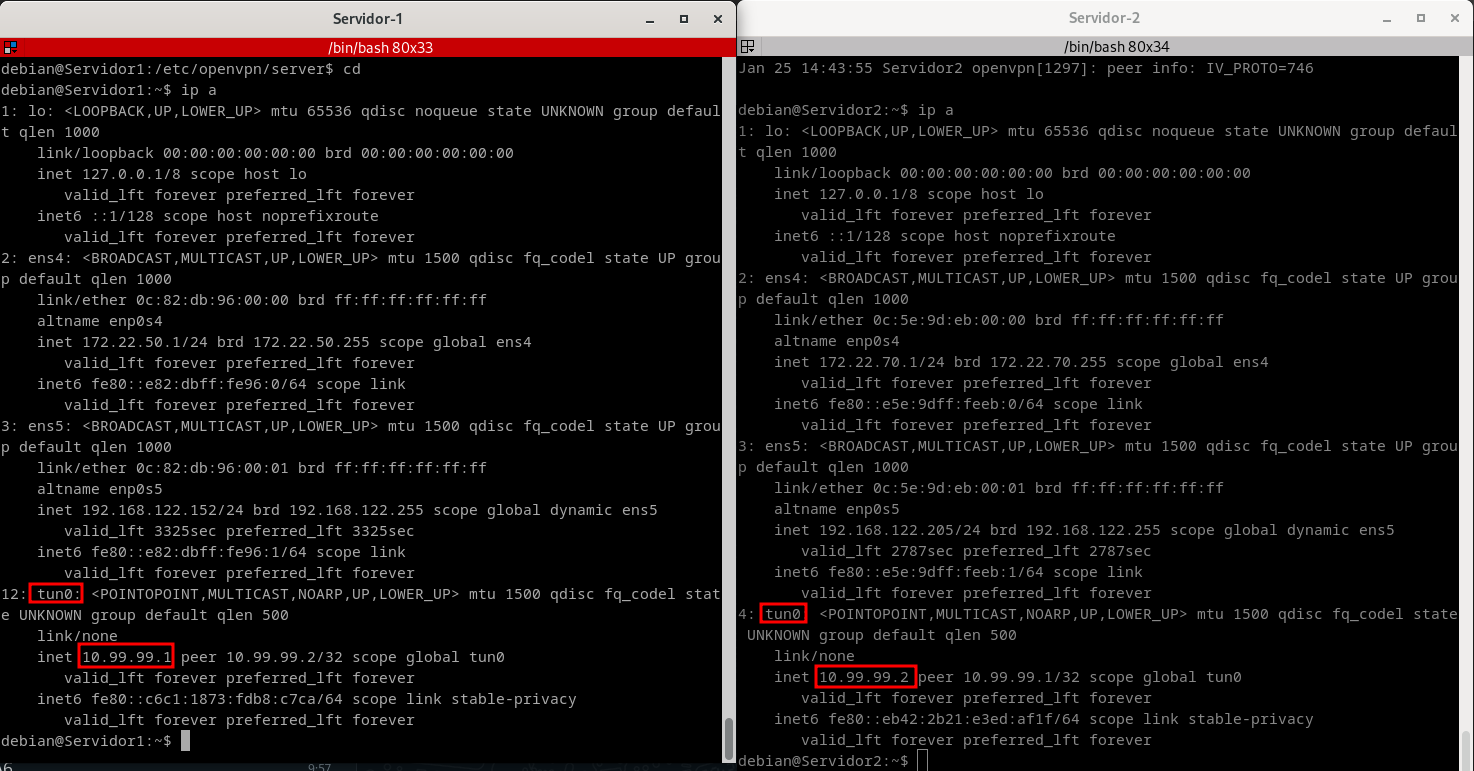 Servidor-1
/bin/bash 80x33
debian@Servidor1:/etc/openvpn/server$ cd
debian@Servidor1:~$ ip a
1: lo: <LOOPBACK,UP,LOWER_UP> mtu 65536 qdisc noqueue state UNKNOWN group defaul
t qlen 1000
    link/loopback 00:00:00:00:00:00 brd 00:00:00:00:00:00
    inet 127.0.0.1/8 scope host lo
       valid_lft forever preferred_lft forever
    inet6 ::1/128 scope host noprefixroute
       valid_lft forever preferred_lft forever
2: ens4: <BROADCAST,MULTICAST,UP,LOWER_UP> mtu 1500 qdisc fq_codel state UP grou
p default qlen 1000
    link/ether 0c:82:db:96:00:00 brd ff:ff:ff:ff:ff:ff
    altname enp0s4
    inet 172.22.50.1/24 brd 172.22.50.255 scope global ens4
       valid_lft forever preferred_lft forever
    inet6 fe80::e82:dbff:fe96:0/64 scope link
       valid_lft forever preferred_lft forever
3: ens5: <BROADCAST,MULTICAST,UP,LOWER_UP> mtu 1500 qdisc fq_codel state UP grou
p default qlen 1000
    link/ether 0c:82:db:96:00:01 brd ff:ff:ff:ff:ff:ff
    altname enp0s5
    inet 192.168.122.152/24 brd 192.168.122.255 scope global dynamic ens5
       valid_lft 3325sec preferred_lft 3325sec
    inet6 fe80::e82:dbff:fe96:1/64 scope link
       valid_lft forever preferred_lft forever
12: tun0: <POINTOPOINT,MULTICAST,NOARP,UP,LOWER_UP> mtu 1500 qdisc fq_codel stat
e UNKNOWN group default qlen 500
    link/none
    inet 10.99.99.1 peer 10.99.99.2/32 scope global tun0
       valid_lft forever preferred_lft forever
    inet6 fe80::c6c1:1873:fdb8:c7ca/64 scope link stable-privacy
       valid_lft forever preferred_lft forever
debian@Servidor1:~$
9:57
Servidor-2
/bin/bash 80x34
Jan 25 14:43:55 Servidor2 openvpn[1297]: peer info: IV_PROTO=746
debian@Servidor2:~$ ip a
1: lo: <LOOPBACK,UP,LOWER_UP> mtu 65536 qdisc noqueue state UNKNOWN group defaul
t qlen 1000
    link/loopback 00:00:00:00:00:00 brd 00:00:00:00:00:00
    inet 127.0.0.1/8 scope host lo
       valid_lft forever preferred_lft forever
    inet6 ::1/128 scope host noprefixroute
       valid_lft forever preferred_lft forever
2: ens4: <BROADCAST,MULTICAST,UP,LOWER_UP> mtu 1500 qdisc fq_codel state UP grou
p default qlen 1000
    link/ether 0c:5e:9d:eb:00:00 brd ff:ff:ff:ff:ff:ff
    altname enp0s4
    inet 172.22.70.1/24 brd 172.22.70.255 scope global ens4
       valid_lft forever preferred_lft forever
    inet6 fe80::e5e:9dff:feeb:0/64 scope link
       valid_lft forever preferred_lft forever
3: ens5: <BROADCAST,MULTICAST,UP,LOWER_UP> mtu 1500 qdisc fq_codel state UP grou
p default qlen 1000
    link/ether 0c:5e:9d:eb:00:01 brd ff:ff:ff:ff:ff:ff
    altname enp0s5
    inet 192.168.122.205/24 brd 192.168.122.255 scope global dynamic ens5
       valid_lft 2787sec preferred_lft 2787sec
    inet6 fe80::e5e:9dff:feeb:1/64 scope link
       valid_lft forever preferred_lft forever
4: tun0 <POINTOPOINT,MULTICAST,NOARP,UP,LOWER_UP> mtu 1500 qdisc fq_codel state
 UNKNOWN group default qlen 500
    link/none
    inet 10.99.99.2 peer 10.99.99.1/32 scope global tun0
       valid_lft forever preferred_lft forever
    inet6 fe80::eb42:2b21:e3ed:af1f/64 scope link stable-privacy
       valid_lft forever preferred_lft forever
debian@Servidor2:~$